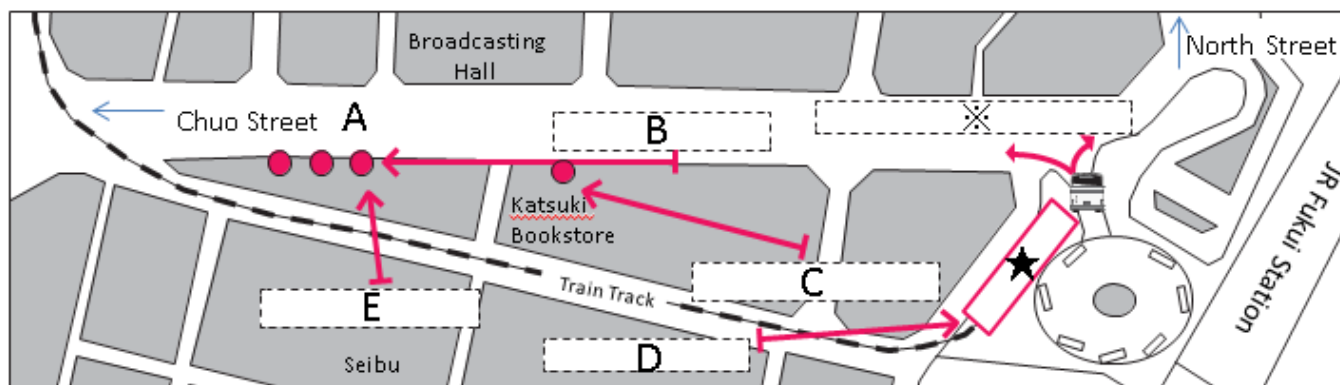 Broadcasting
Hall
North Street
Chuo Street
A
B
※
Katsuki
Bookstore
JR Fukui Station
C
Train Track
E
D
Seibu